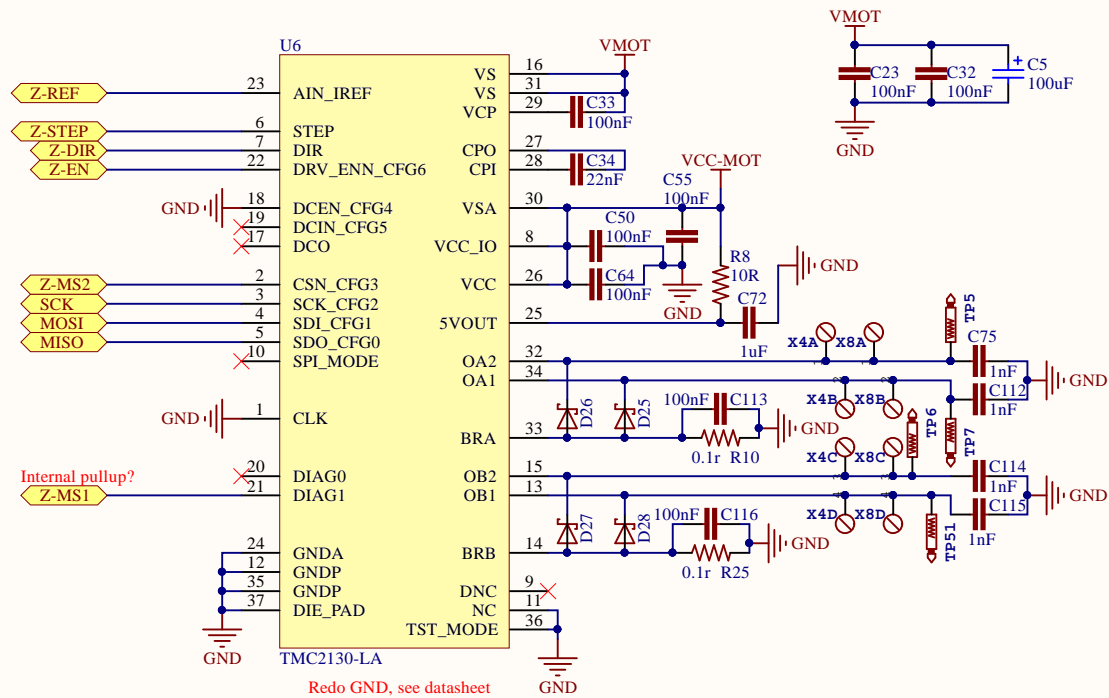 U6
VMOT
VMOT
C23
100nF
C32
100nF
C5
100uF
GND
Z-REF
23
AIN_IREF
VS
16
VS
31
VCP
29
C33
100nF
Z-STEP
6
STEP
Z-DIR
7
DIR
CPO
27
Z-EN
22
DRV_ENN_CFG6
CPI
28
C34
22nF
VCC-MOT
C55
100nF
GND
18
DCEN_CFG4
VSA
30
19
DCIN_CFG5
C50
100nF
17
DCO
VCC_IO
8
R8
10R
GND
Z-MS2
2
CSN_CFG3
VCC
26
C64
100nF
GND
SCK
3
SCK_CFG2
C72
1uF
MOSI
4
SDI_CFG1
5VOUT
25
MISO
5
SDO_CFG0
10
SPI_MODE
OA2
32
X4A
1
X8A
1
TP5
C75
1nF
OA1
34
2
2
GND
C112
1nF
X4B
X8B
TP6
TP7
GND
1
CLK
D26
D25
100nF
C113
GND
BRA
33
0.1r
R10
X4C
X8C
Internal pullup?
20
DIAG0
OB2
15
3
3
C114
1nF
Z-MS1
21
DIAG1
OB1
13
4
4
GND
C115
1nF
X4D
X8D
TP51
D27
D28
100nF
C116
GND
24
GNDA
BRB
14
0.1r
R25
12
GNDP
35
GNDP
DNC
9
37
DIE_PAD
NC
11
TST_MODE
36
GND
TMC2130-LA
GND
Redo GND, see datasheet